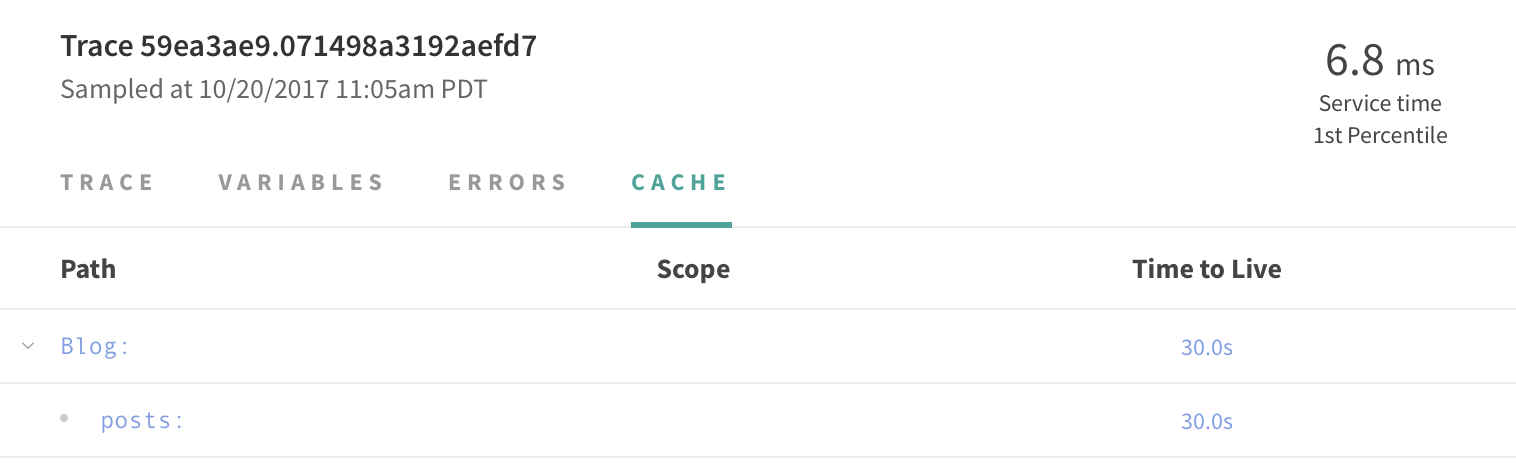 Trace 59ea3ae9.071498a3192aefd7
Sampled at 10/20/2017 11:05am PDT
6.8 ms
Service time
1st Percentile
TRACE VARIABLES ERRORS CACHE
Path Scope Time to Live
Blog: 30.0s
posts: 30.0s